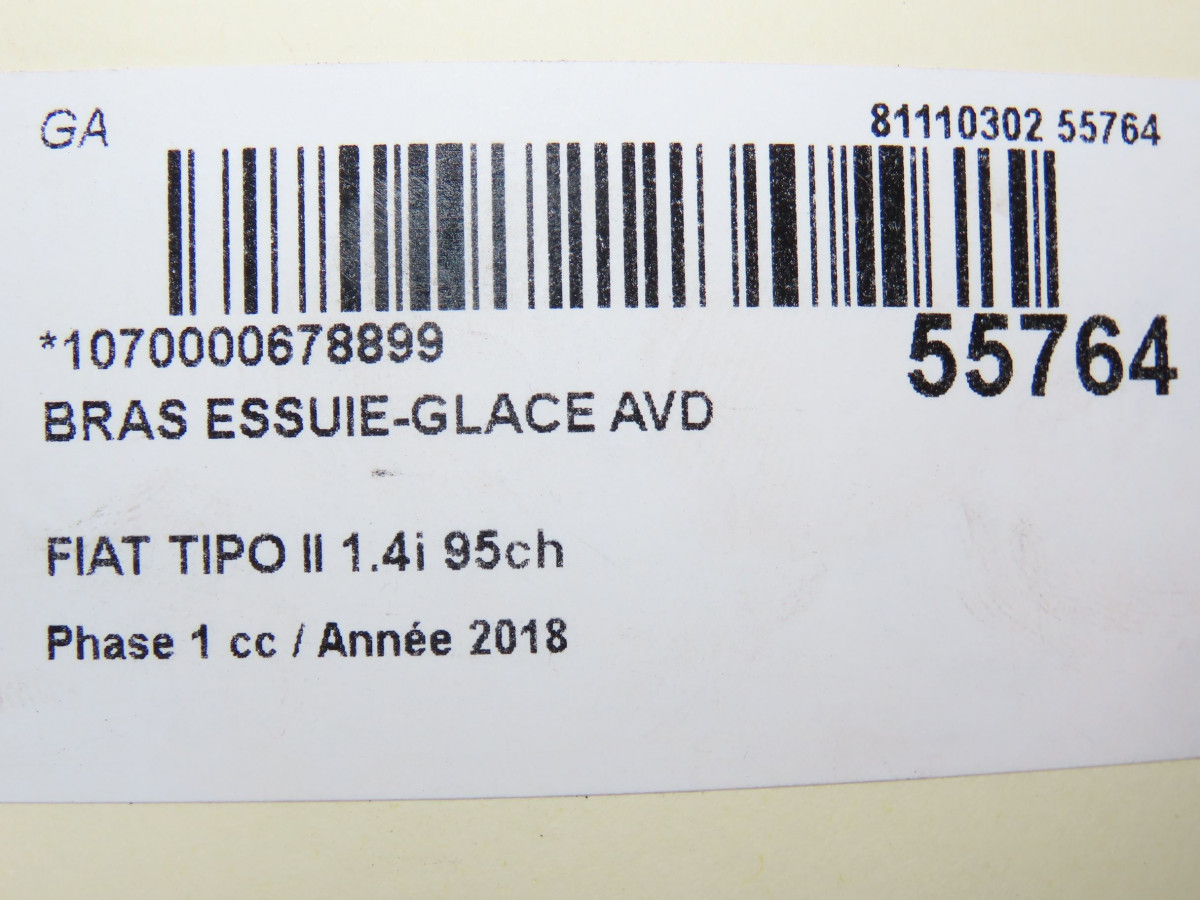 GA
81110302 55764
*1070000678899
55764
BRAS ESSUIE-GLACE AVD
FIAT TIPO II 1.4i 95ch
Phase 1 cc / Année 2018